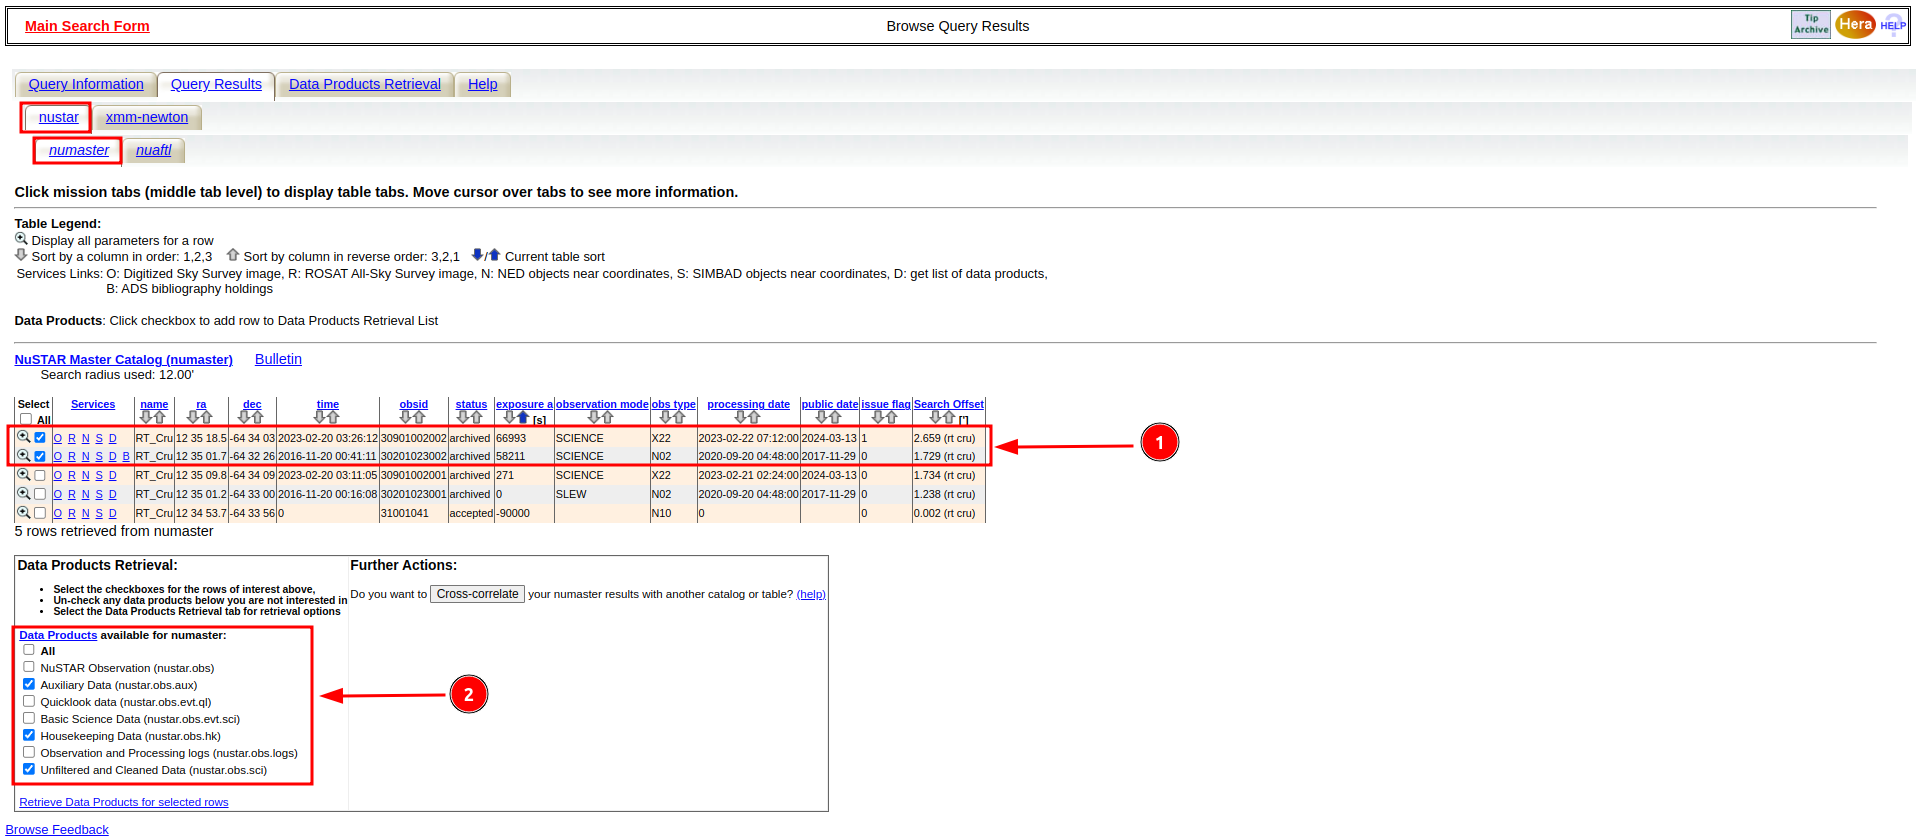 Main Search Form
Browse Query Results
Tip Archive Hera HELP
Query Information Query Results Data Products Retrieval Help
nustar xmm-newton
numaster nuaftl
Click mission tabs (middle tab level) to display table tabs. Move cursor over tabs to see more information.
Table Legend:
Display all parameters for a row
Sort by a column in order: 1,2,3 Sort by column in reverse order: 3,2,1 / Current table sort
Services Links: O: Digitized Sky Survey image, R: ROSAT All-Sky Survey image, N: NED objects near coordinates, S: SIMBAD objects near coordinates, D: get list of data products,
B: ADS bibliography holdings
Data Products: Click checkbox to add row to Data Products Retrieval List
NuSTAR Master Catalog (numaster) Bulletin
Search radius used: 12.00'
Select Services name ra dec time obsid status exposure a observation mode obs type processing date public date issue flag Search Offset
All [s] [']
O R N S D RT_Cru 12 35 18.5 -64 34 03 2023-02-20 03:26:12 30901002002 archived 66993 SCIENCE X22 2023-02-22 07:12:00 2024-03-13 1 2.659 (rt cru)
O R N S D B RT_Cru 12 35 01.7 -64 32 26 2016-11-20 00:41:11 30201023002 archived 58211 SCIENCE N02 2020-09-20 04:48:00 2017-11-29 0 1.729 (rt cru)
O R N S D RT_Cru 12 35 09.8 -64 34 09 2023-02-20 03:11:05 30901002001 archived 271 SCIENCE X22 2023-02-21 02:24:00 2024-03-13 0 1.734 (rt cru)
O R N S D RT_Cru 12 35 01.2 -64 33 00 2016-11-20 00:16:08 30201023001 archived 0 SLEW N02 2020-09-20 04:48:00 2017-11-29 0 1.238 (rt cru)
O R N S D RT_Cru 12 34 53.7 -64 33 56 0 31001041 accepted -90000 N10 0 0 0.002 (rt cru)
1
5 rows retrieved from numaster
Data Products Retrieval:
Select the checkboxes for the rows of interest above,
Un-check any data products below you are not interested in
Select the Data Products Retrieval tab for retrieval options
Further Actions:
Do you want to Cross-correlate your numaster results with another catalog or table? (help)
Data Products available for numaster:
All
NuSTAR Observation (nustar.obs)
Auxiliary Data (nustar.obs.aux)
Quicklook data (nustar.obs.evt.ql)
Basic Science Data (nustar.obs.evt.sci)
Housekeeping Data (nustar.obs.hk)
Observation and Processing logs (nustar.obs.logs)
Unfiltered and Cleaned Data (nustar.obs.sci)
2
Retrieve Data Products for selected rows
Browse Feedback